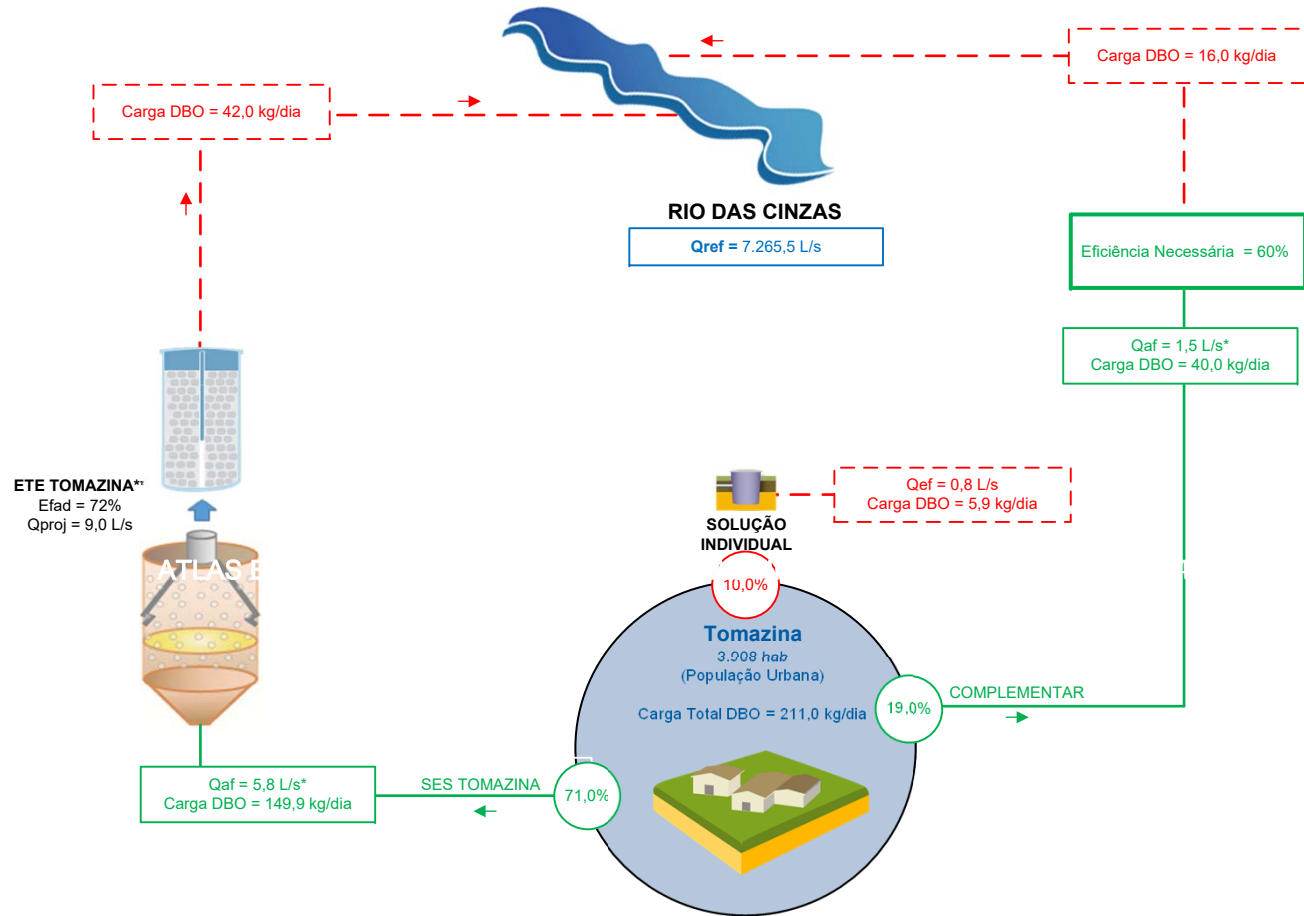 Carga DBO = 16,0 kg/dia
Carga DBO = 42,0 kg/dia
RIO DAS CINZAS
Qref = 7.265,5 L/s
Eficiência Necessária = 60%
Qaf = 1,5 L/s*
Carga DBO = 40,0 kg/dia
ETE TOMAZINA**
Efad = 72%
Qproj = 9,0 L/s
Qef = 0,8 L/s
Carga DBO = 5,9 kg/dia
SOLUÇÃO
INDIVIDUAL
ATLAS
10,0%
Tomazina
3.908 hab
(População Urbana)
Carga Total DBO = 211,0 kg/dia
19,0%
COMPLEMENTAR
71,0%
SES TOMAZINA
Qaf = 5,8 L/s*
Carga DBO = 149,9 kg/dia